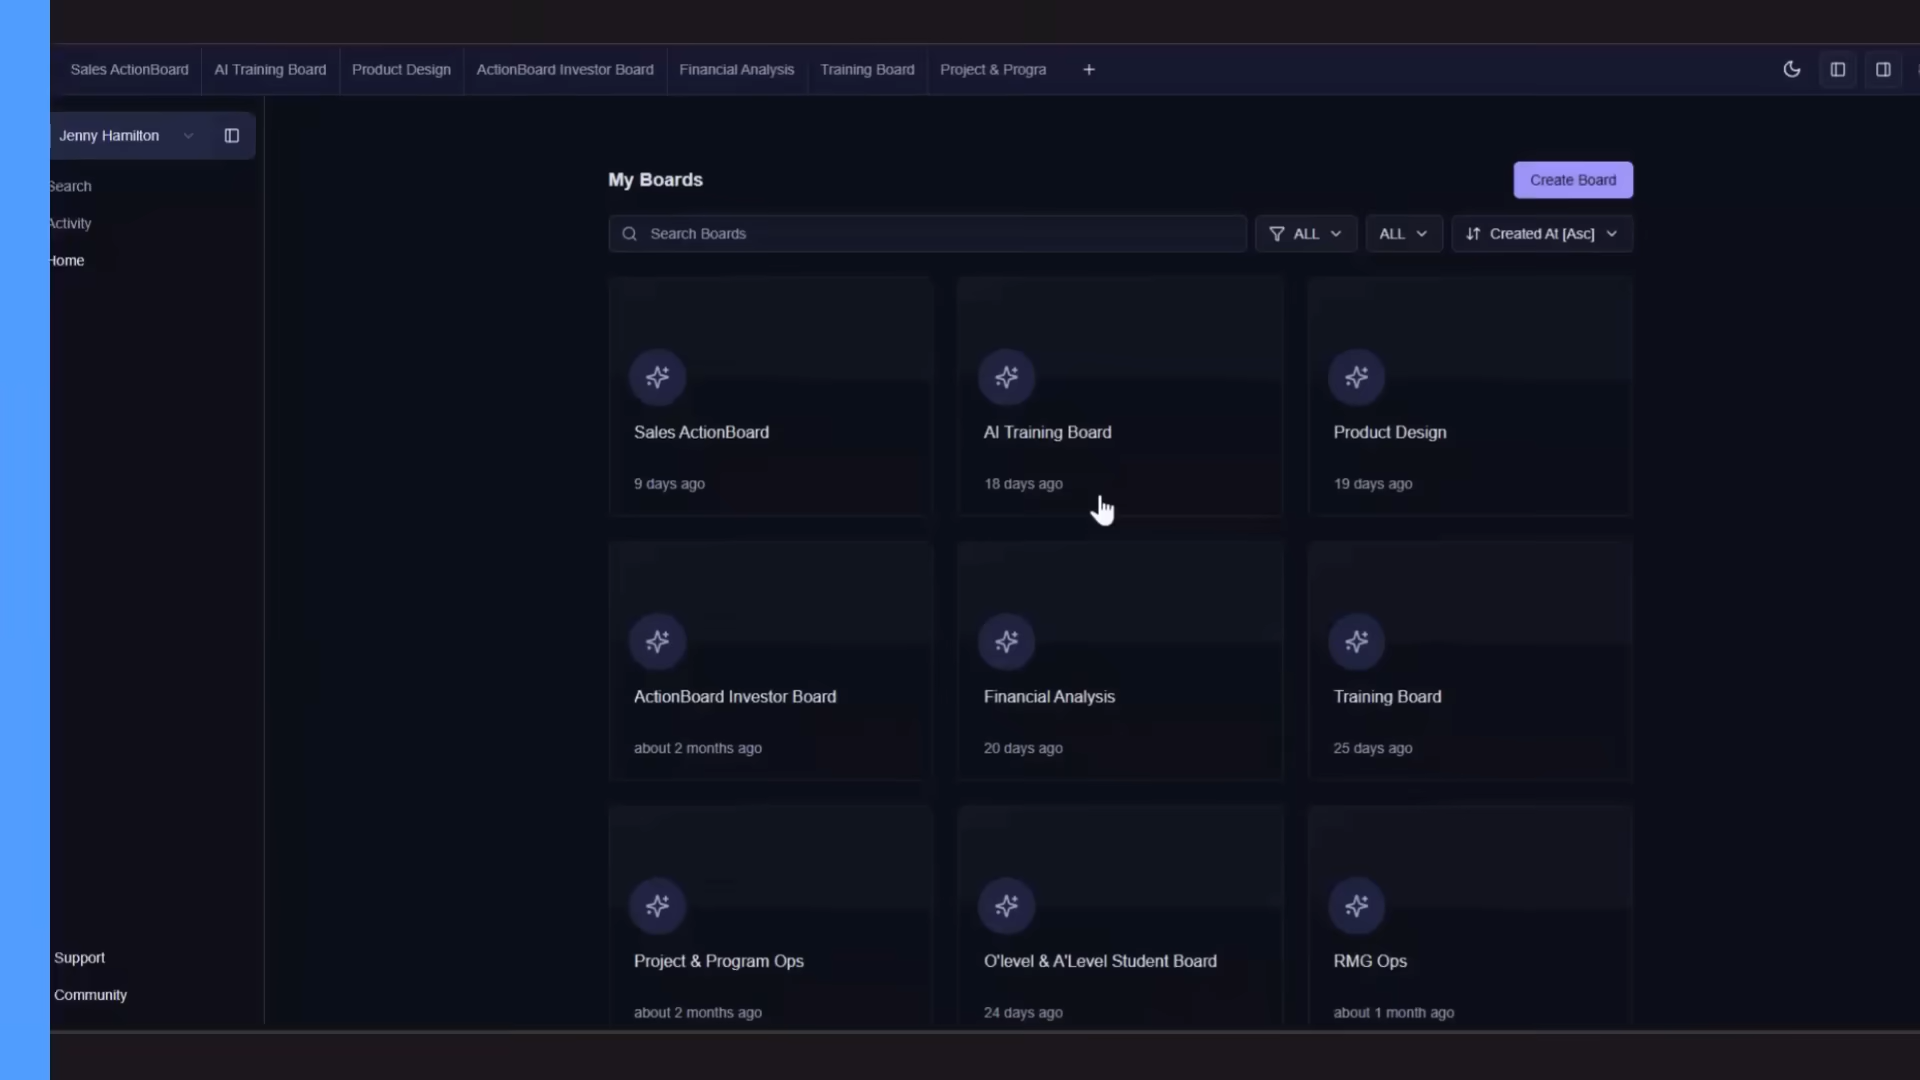 Sales ActionBoard
AI Training Board
Product Design
ActionBoard Investor Board
Financial Analysis
Training Board
Project & Progra
+
Jenny Hamilton
Search
Activity
Home
Support
Community
My Boards
Create Board
Search Boards
ALL
ALL
Created At [Asc]
Sales ActionBoard
9 days ago
AI Training Board
18 days ago
Product Design
19 days ago
ActionBoard Investor Board
about 2 months ago
Financial Analysis
20 days ago
Training Board
25 days ago
Project & Program Ops
about 2 months ago
O'level & A'Level Student Board
24 days ago
RMG Ops
about 1 month ago